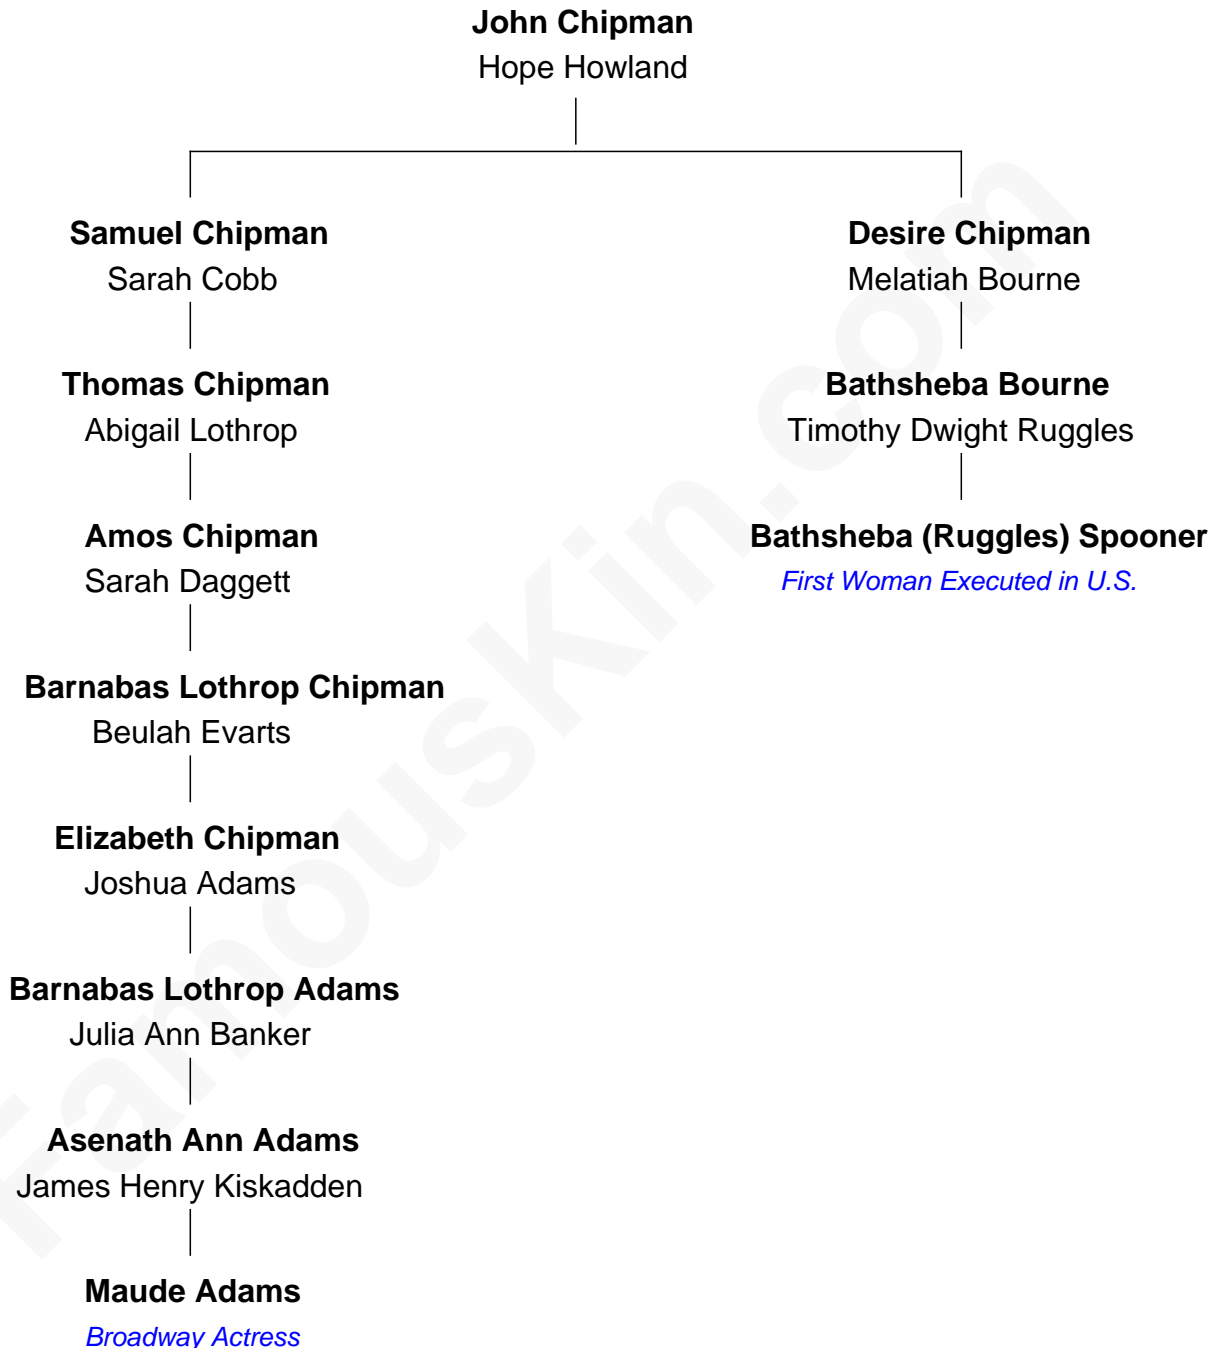 John Chipman
Hope Howland
Samuel Chipman
Sarah Cobb
Desire Chipman
Melatiah Bourne
Thomas Chipman
Abigail Lothrop
Bathsheba Bourne
Timothy Dwight Ruggles
Amos Chipman
Sarah Daggett
Bathsheba (Ruggles) Spooner
First Woman Executed in U.S.
Barnabas Lothrop Chipman
Beulah Evarts
Elizabeth Chipman
Joshua Adams
Barnabas Lothrop Adams
Julia Ann Banker
Asenath Ann Adams
James Henry Kiskadden
Maude Adams
Broadway Actress
FamousKin.com